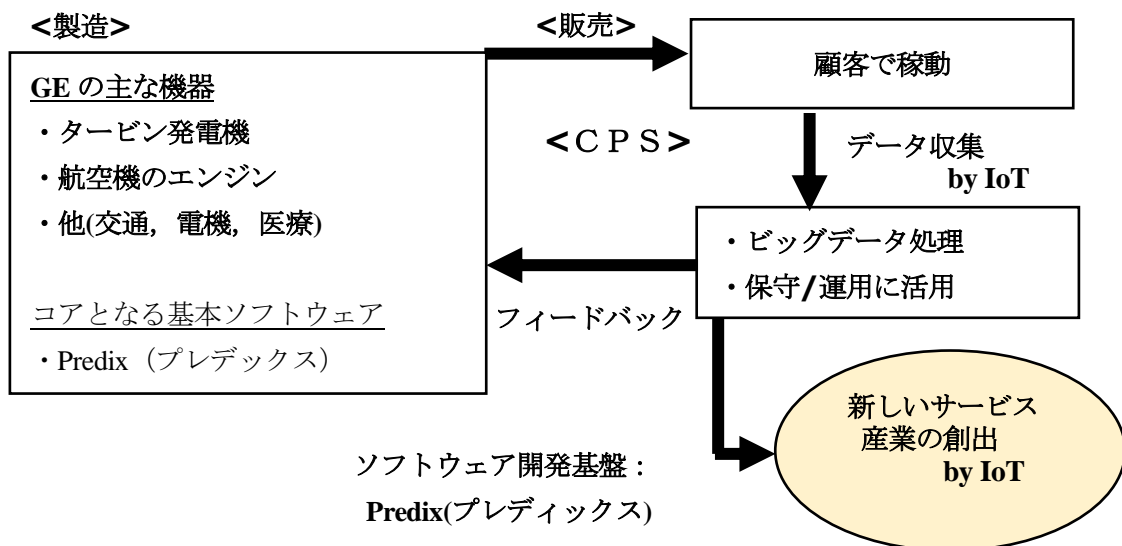 <製造>
GE の主な機器
・タービン発電機
・航空機のエンジン
・他(交通，電機，医療)
コアとなる基本ソフトウェア
・Predix（プレデックス）
<販売>
顧客で稼動
<ＣＰＳ>
データ収集
by IoT
・ビッグデータ処理
・保守/運用に活用
フィードバック
新しいサービス
産業の創出
by IoT
ソフトウェア開発基盤：
Predix(プレディックス)